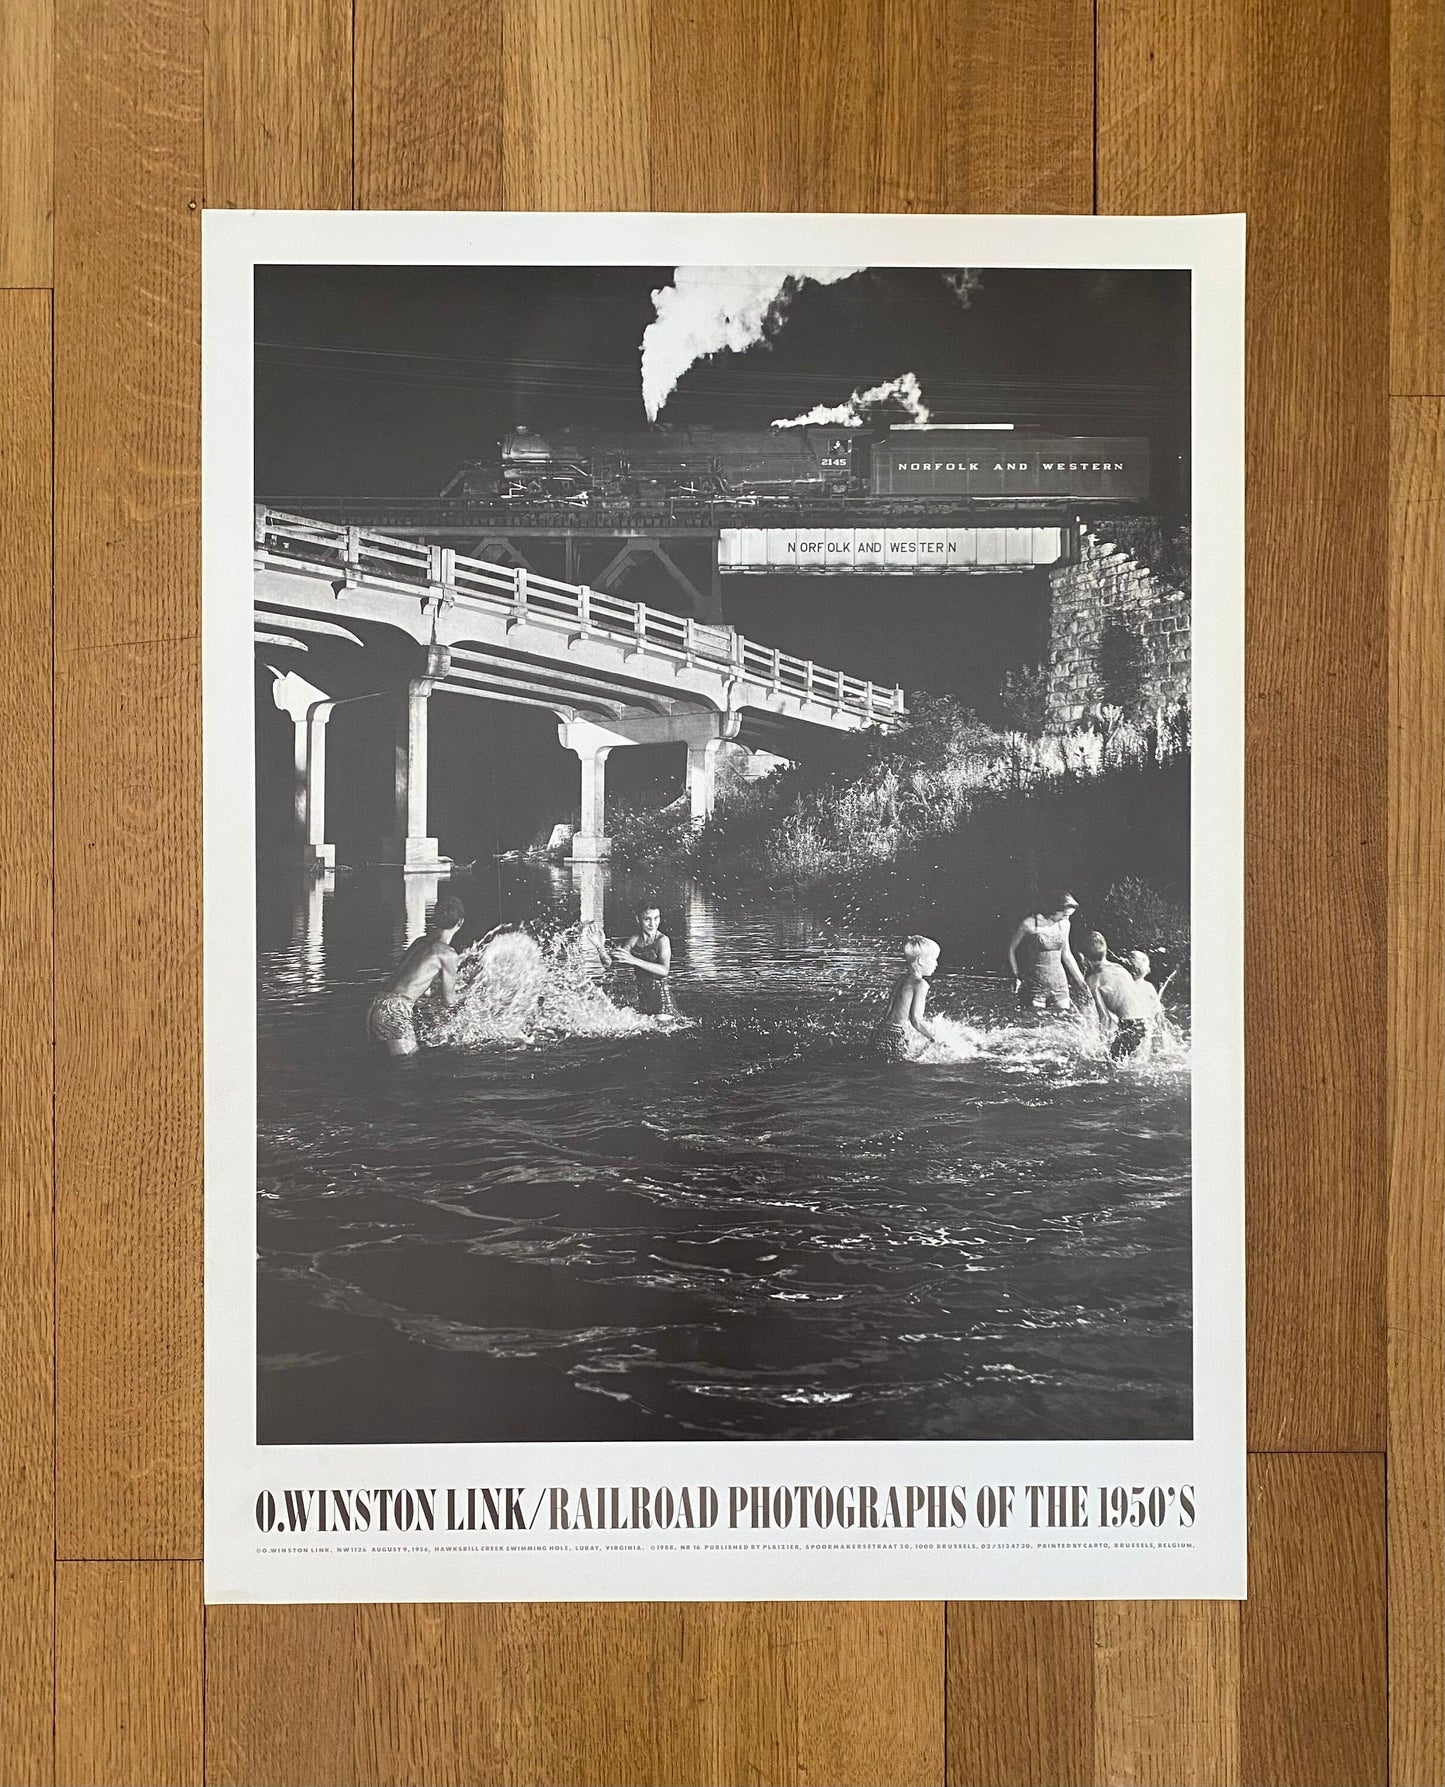 2145
NORFOLK AND WESTERN
NORFOLK AND WESTERN
O.WINSTON LINK/RAILROAD PHOTOGRAPHS OF THE 1950'S
©O.WINSTON LINK, NW1126 AUGUST 9, 1956, HAWKSBILL CREEK SWIMMING HOLE, LURAY, VIRGINIA. ©1988, NR 16 PUBLISHED BY PLAIZIER, SPOORMAKERSSTRAAT 50, 1000 BRUSSELS, 02/5134730. PRINTED BY CARTO, BRUSSELS, BELGIUM.